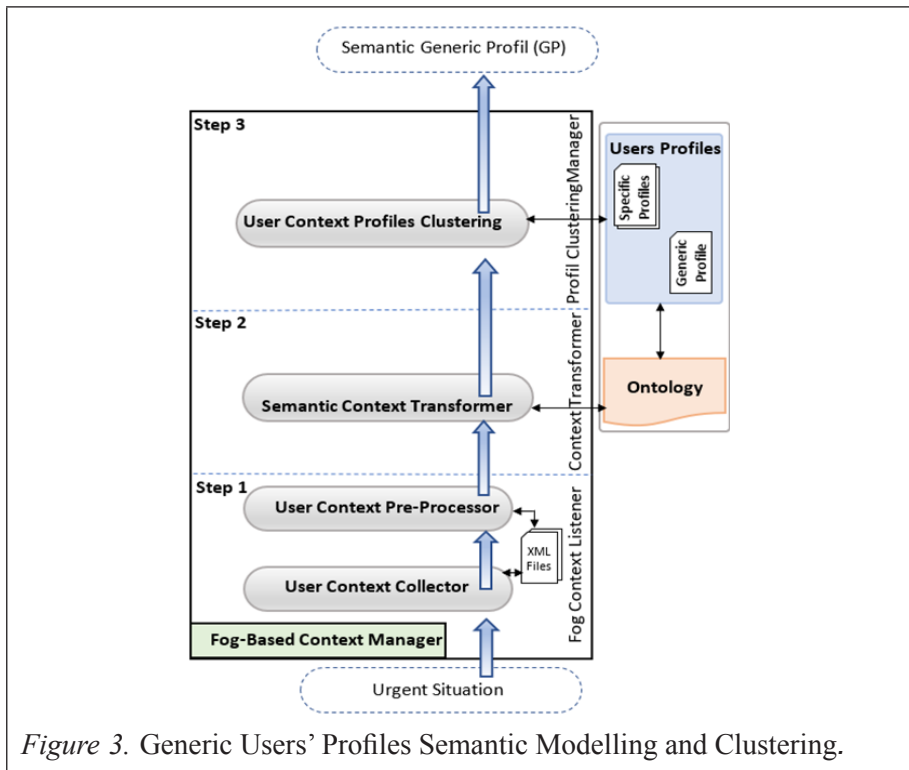 Semantic Generic Profil (GP)
Step 3
Profil ClusteringManager
Users Profiles
Specific
Profiles
User Context Profiles Clustering
Generic
Profile
Step 2
Context Transformer
Ontology
Semantic Context Transformer
Step 1
Fog Context Listener
User Context Pre-Processor
XML
Files
User Context Collector
Fog-Based Context Manager
Urgent Situation
Figure 3. Generic Users’ Profiles Semantic Modelling and Clustering.